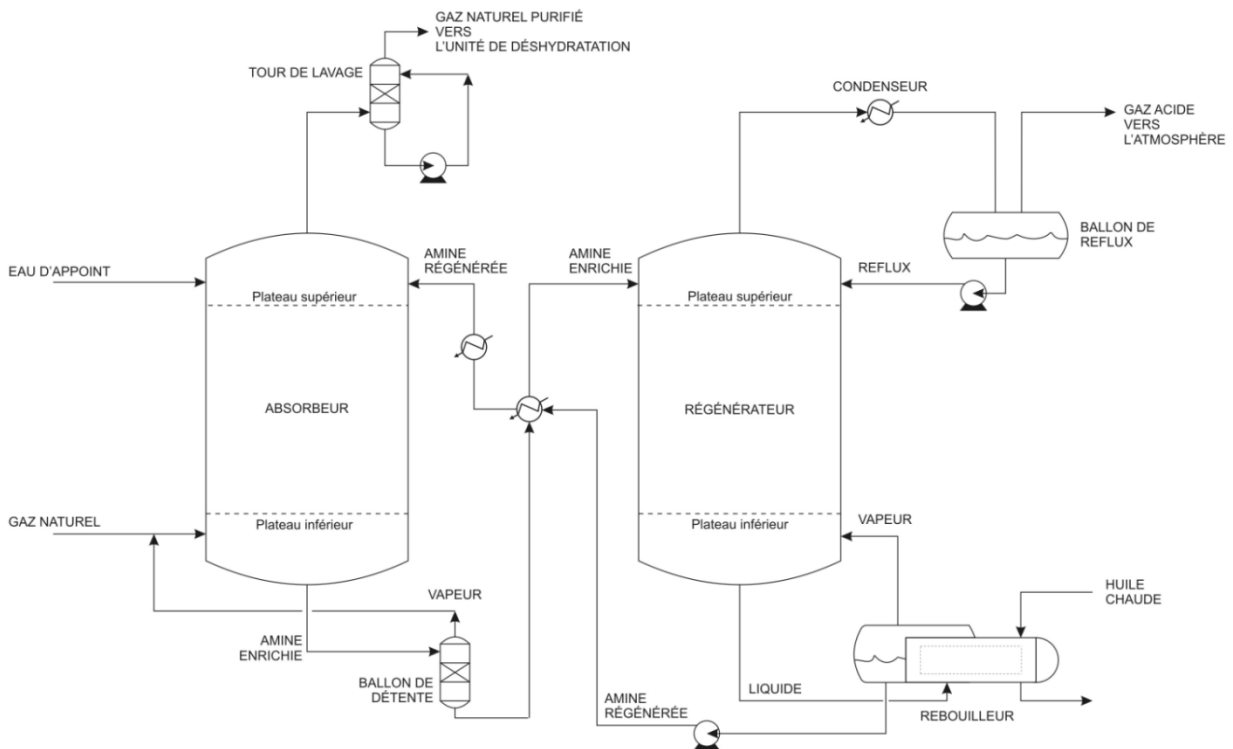 GAZ NATUREL PURIFIÉ
VERS
L'UNITÉ DE DÉSHYDRATATION
TOUR DE LAVAGE
CONDENSEUR
GAZ ACIDE
VERS
L'ATMOSPHÈRE
BALLON DE
REFLUX
EAU D'APPOINT
AMINE
RÉGÉNÉRÉE
AMINE
ENRICHIE
REFLUX
Plateau supérieur
Plateau supérieur
ABSORBEUR
RÉGÉNÉRATEUR
GAZ NATUREL
Plateau inférieur
Plateau inférieur
VAPEUR
VAPEUR
HUILE
CHAUDE
AMINE
ENRICHIE
BALLON DE
DÉTENTE
AMINE
RÉGÉNÉRÉE
LIQUIDE
REBOUILLEUR